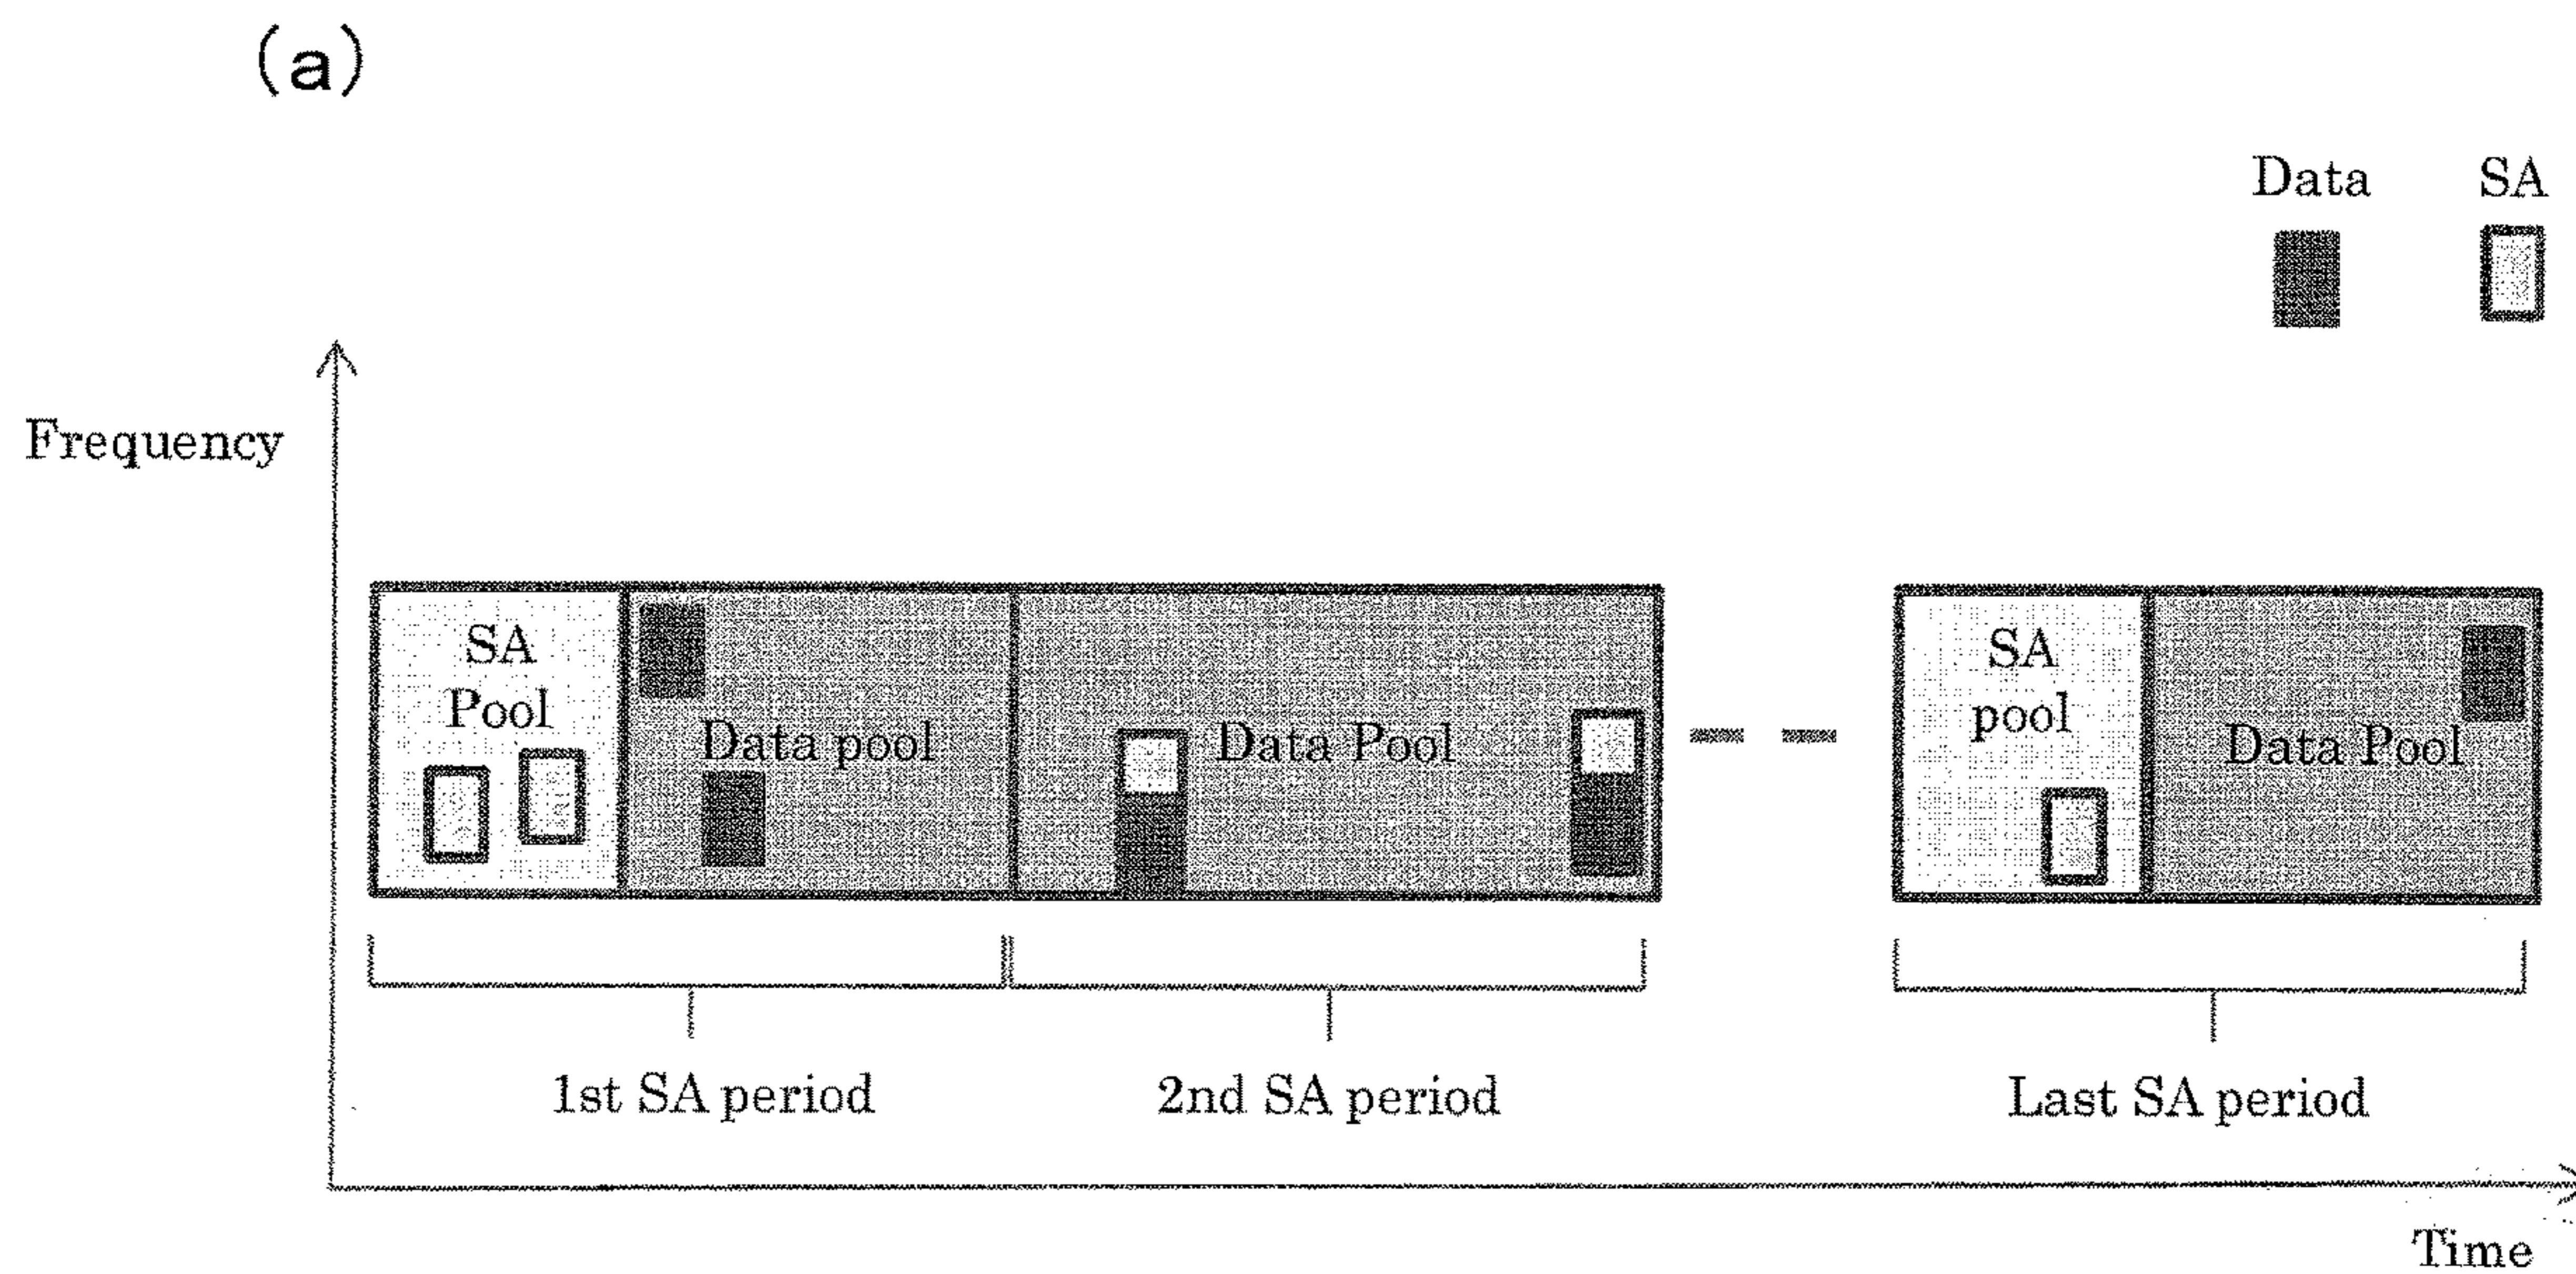 (a)
Data SA
Frequency
SA
Pool
Data pool
Data Pool
SA
pool
Data Pool
1st SA period
2nd SA period
Last SA period
Time